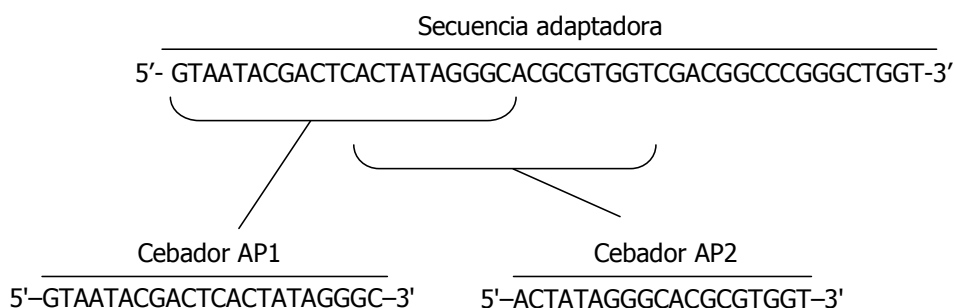 Secuencia adaptadora
5'- GTAATACGACTCACTATAGGGCACGCGTGGTCGACGGCCCGGGCTGGT-3'
Cebador AP1
Cebador AP2
5'–GTAATACGACTCACTATAGGGC–3'
5'–ACTATAGGGCACGCGTGGT–3'